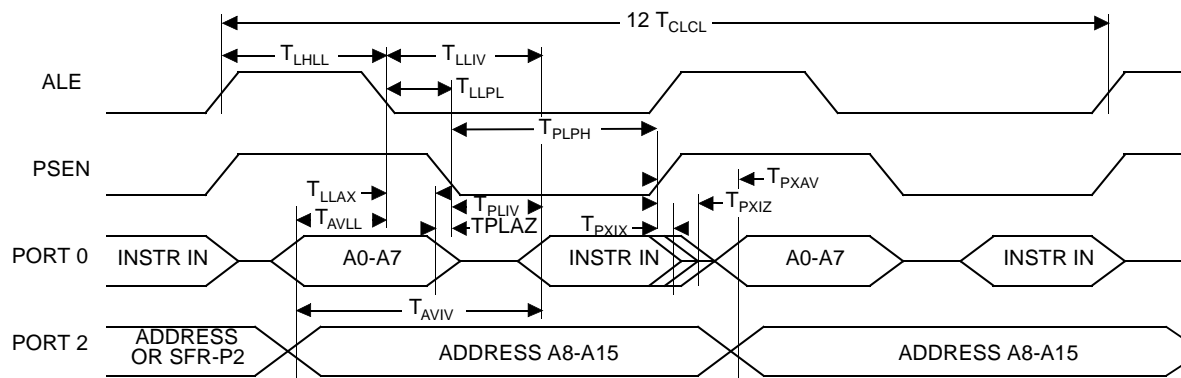 12 TCLCL
TLHLL TLLIV
ALE
TLLPL
TPLPH
PSEN
TPXAV
TLLAX
TPXIZ
TAVLL TPLIV
TPLAZ TPXIX
PORT 0 INSTR IN A0-A7 INSTR IN A0-A7 INSTR IN
TAVIV
PORT 2 ADDRESS OR SFR-P2 ADDRESS A8-A15 ADDRESS A8-A15